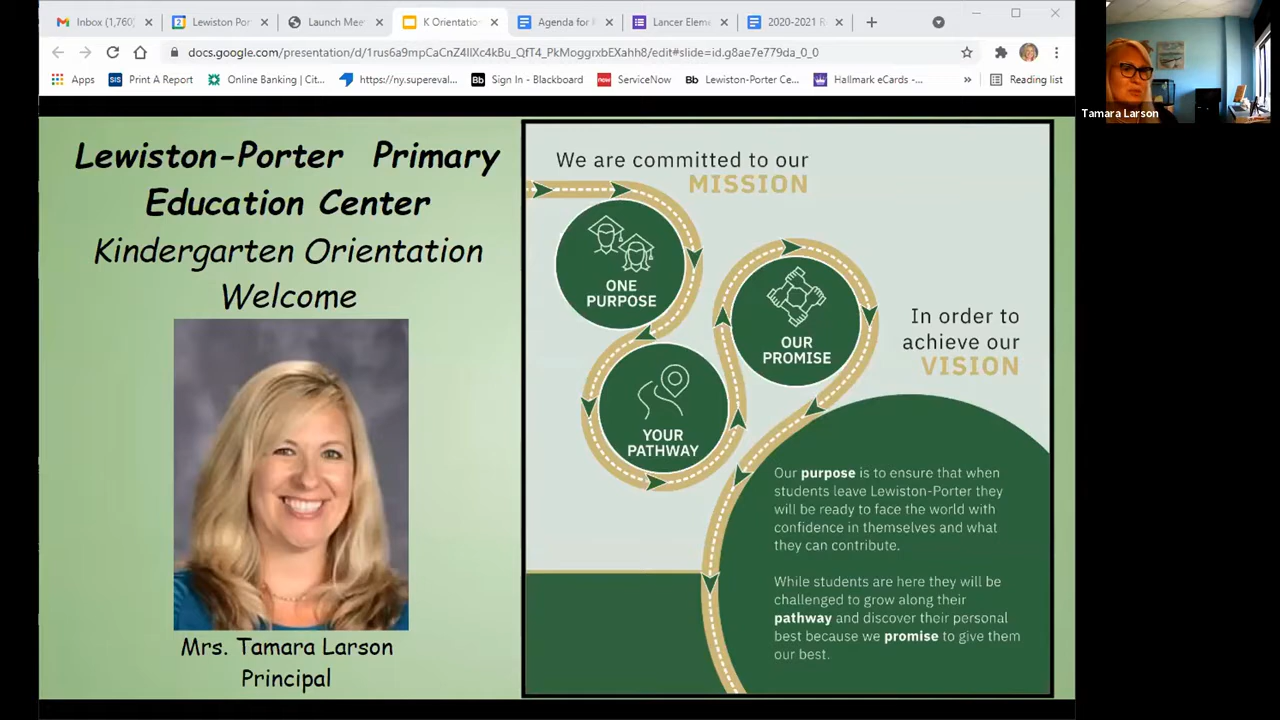 Inbox (1,760)
Lewiston Por
Launch Mee
K Orientatio
Agenda for
Lancer Eleme
2020-2021 R
docs.google.com/presentation/d/1rus6a9mpCaCnZ4lIXc4kBu_QfT4_PkMoggrxbEXahh8/edit#slide=id.g8ae7e779da_0_0
Apps
SIS
Print A Report
Online Banking | Cit...
https://ny.supereval...
Bb
Sign In - Blackboard
now
ServiceNow
Bb
Lewiston-Porter Ce...
Hallmark eCards -...
»
Reading list
Tamara Larson
Lewiston-Porter Primary
Education Center
Kindergarten Orientation
Welcome
Mrs. Tamara Larson
Principal
We are committed to our
MISSION
ONE
PURPOSE
OUR
PROMISE
YOUR
PATHWAY
In order to
achieve our
VISION
Our purpose is to ensure that when
students leave Lewiston-Porter they
will be ready to face the world with
confidence in themselves and what
they can contribute.
While students are here they will be
challenged to grow along their
pathway and discover their personal
best because we promise to give them
our best.